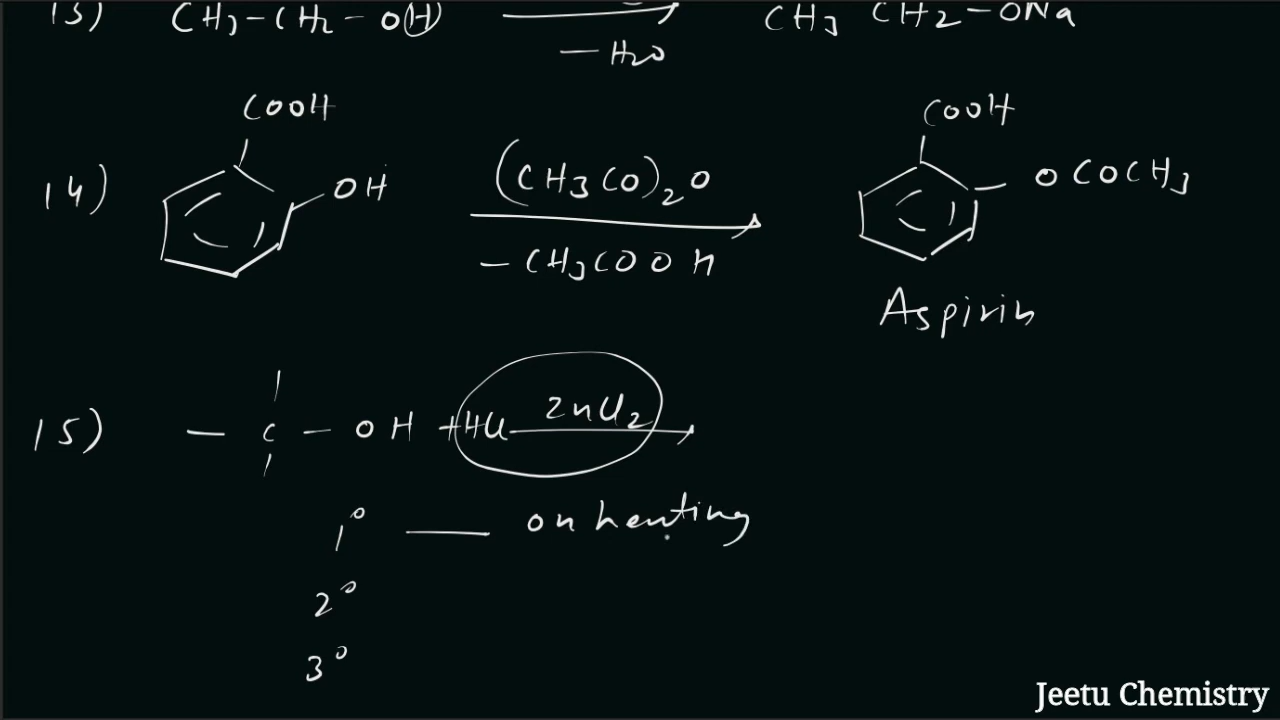 13) CH3-CH2-OH → CH3 CH2-ONa
-H2O
COOH COOH
14) OH (CH3CO)2O → OCOCH3
-CH3COOH
Aspirin
15) - C - OH + HCl ZnCl2 →
1° — on heating
2°
3°
Jeetu Chemistry